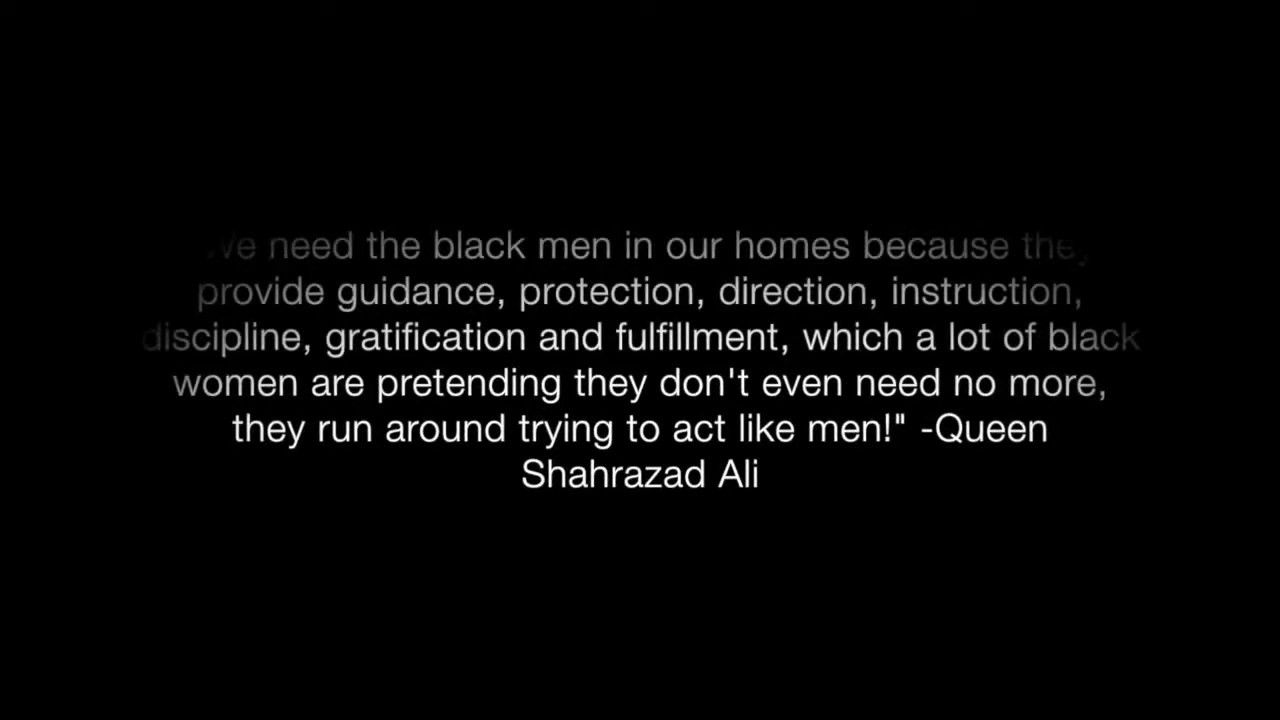 We need the black men in our homes because they
provide guidance, protection, direction, instruction,
discipline, gratification and fulfillment, which a lot of black
women are pretending they don't even need no more,
they run around trying to act like men!" -Queen
Shahrazad Ali